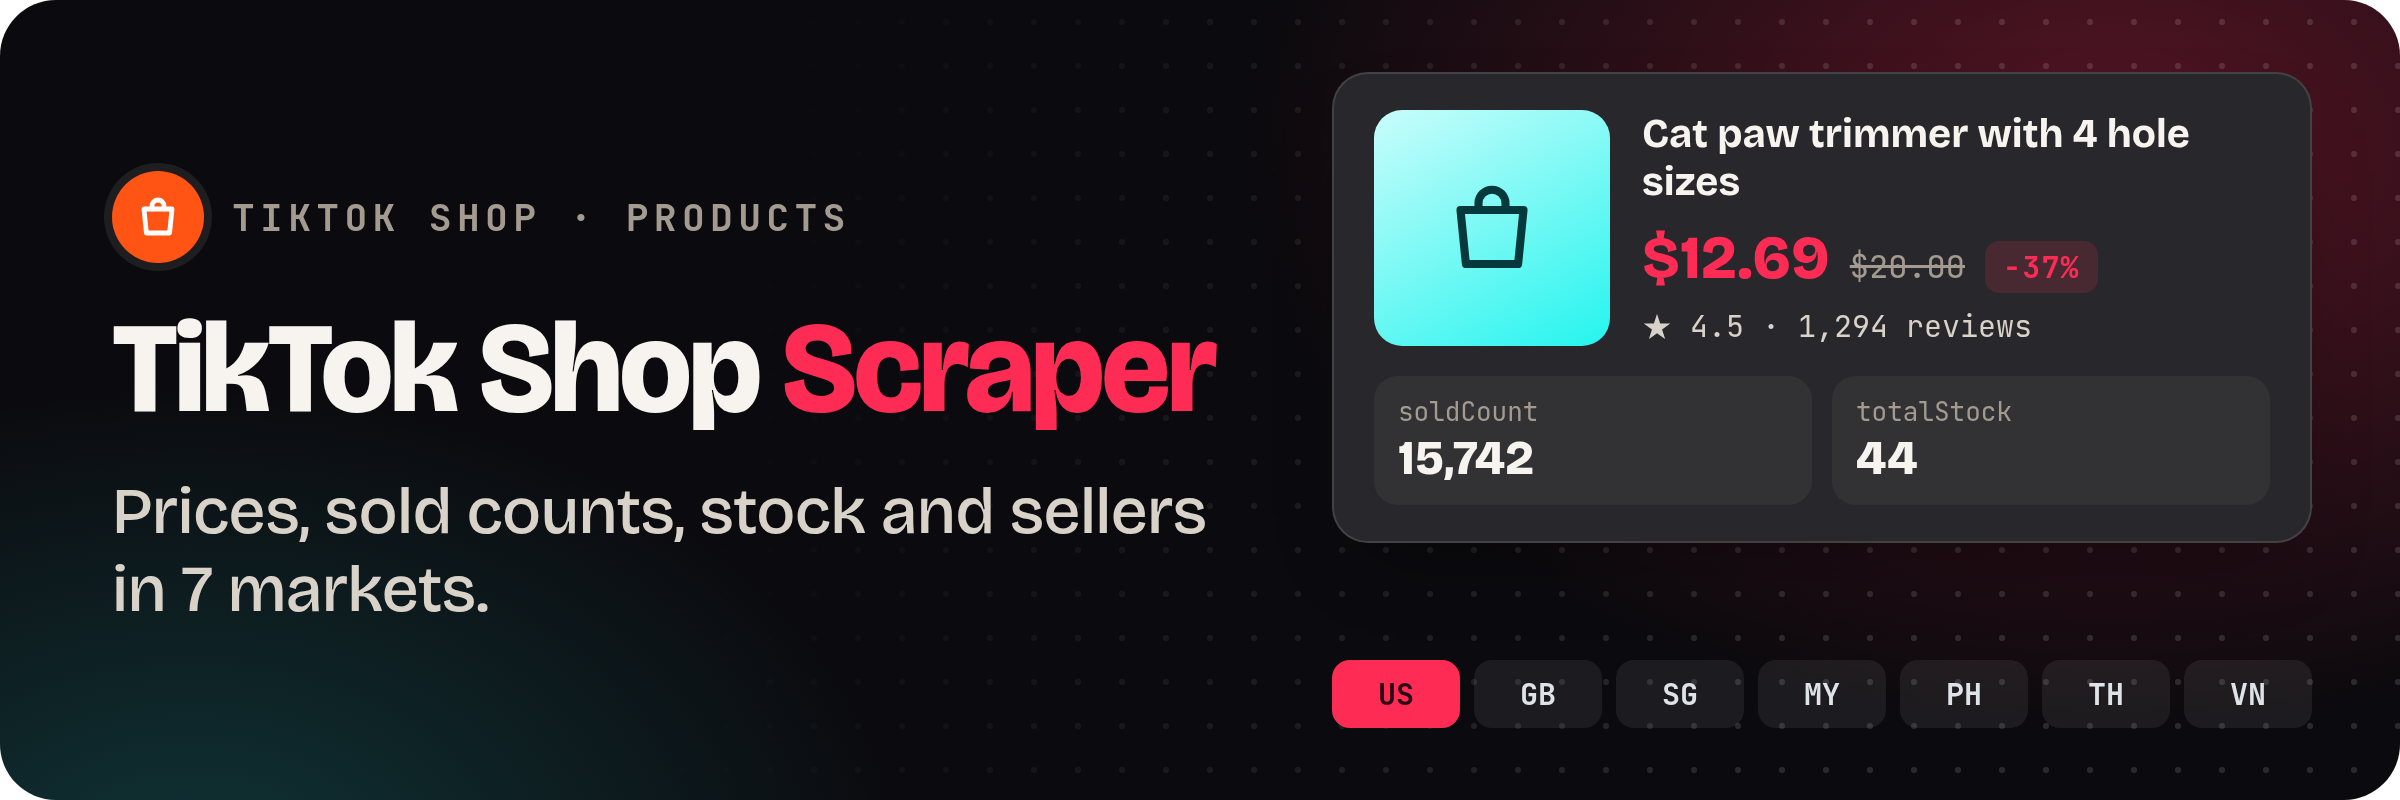 TIKTOK SHOP · PRODUCTS
TikTok Shop Scraper
Prices, sold counts, stock and sellers
in 7 markets.
Cat paw trimmer with 4 hole
sizes
$12.69 $20.00 -37%
★ 4.5 · 1,294 reviews
soldCount
15,742
totalStock
44
US GB SG MY PH TH VN